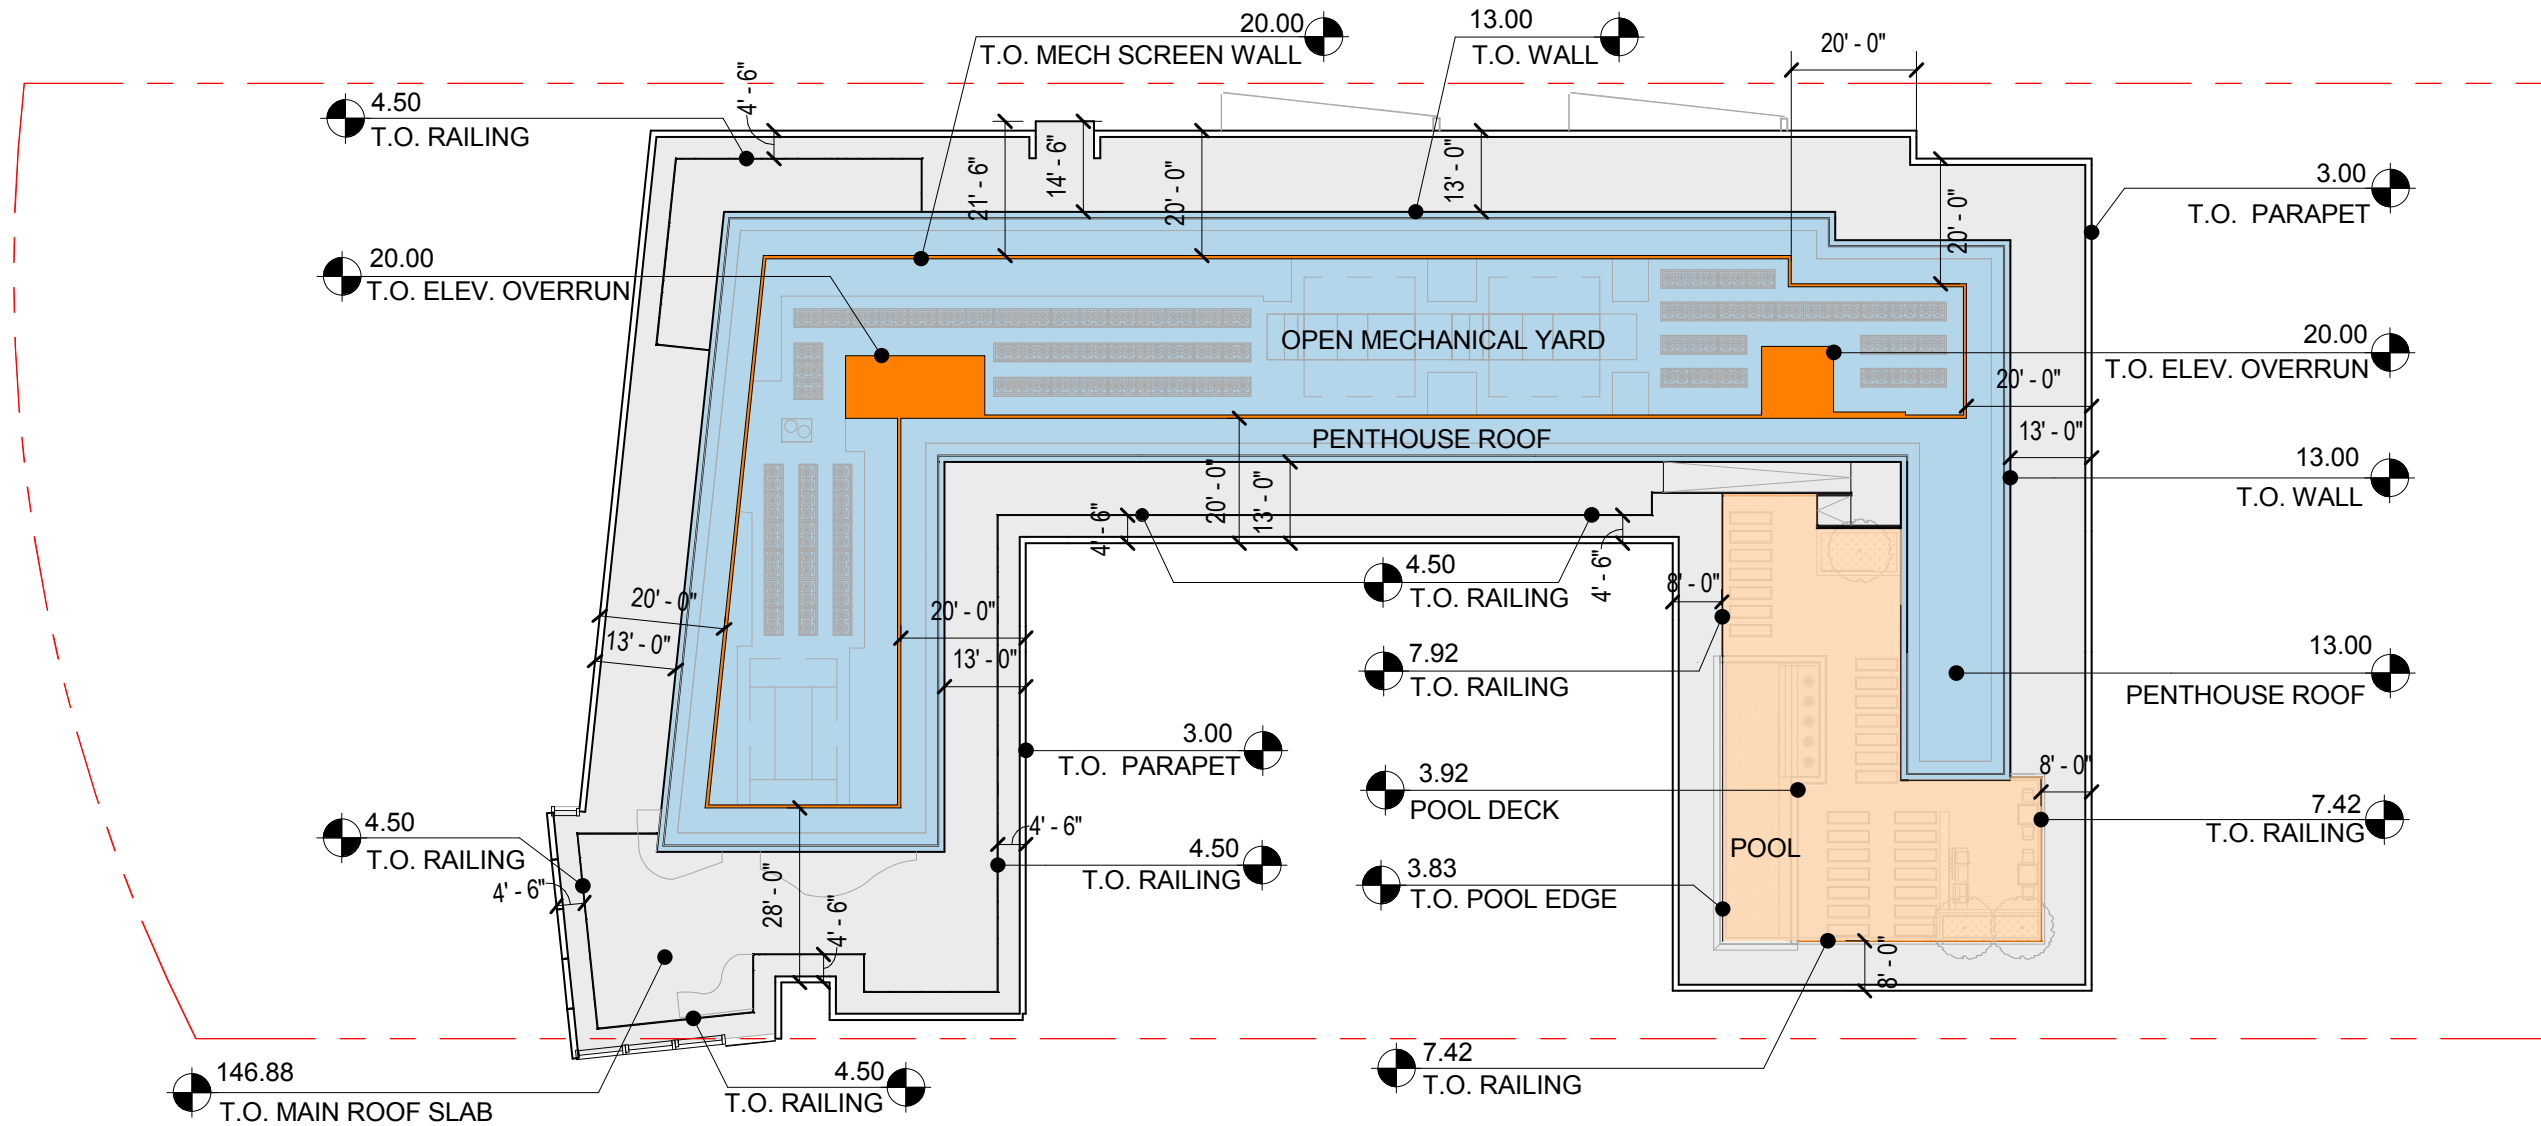 20.00
T.O. MECH SCREEN WALL
13.00
T.O. WALL
20' - 0"
4.50
T.O. RAILING
4' - 6"
21' - 6"
14' - 6"
20' - 0"
13' - 0"
20' - 0"
3.00
T.O. PARAPET
20.00
T.O. ELEV. OVERRUN
OPEN MECHANICAL YARD
20.00
T.O. ELEV. OVERRUN
20' - 0"
13' - 0"
PENTHOUSE ROOF
20' - 0"
13' - 0"
13.00
T.O. WALL
4' - 6"
4' - 6"
4.50
T.O. RAILING
8' - 0"
20' - 0"
13' - 0"
20' - 0"
13' - 0"
7.92
T.O. RAILING
13.00
PENTHOUSE ROOF
3.00
T.O. PARAPET
3.92
POOL DECK
8' - 0"
7.42
T.O. RAILING
4.50
T.O. RAILING
4' - 6"
4' - 6"
4.50
T.O. RAILING
POOL
3.83
T.O. POOL EDGE
28' - 0"
4' - 6"
8' - 0"
146.88
T.O. MAIN ROOF SLAB
4.50
T.O. RAILING
7.42
T.O. RAILING